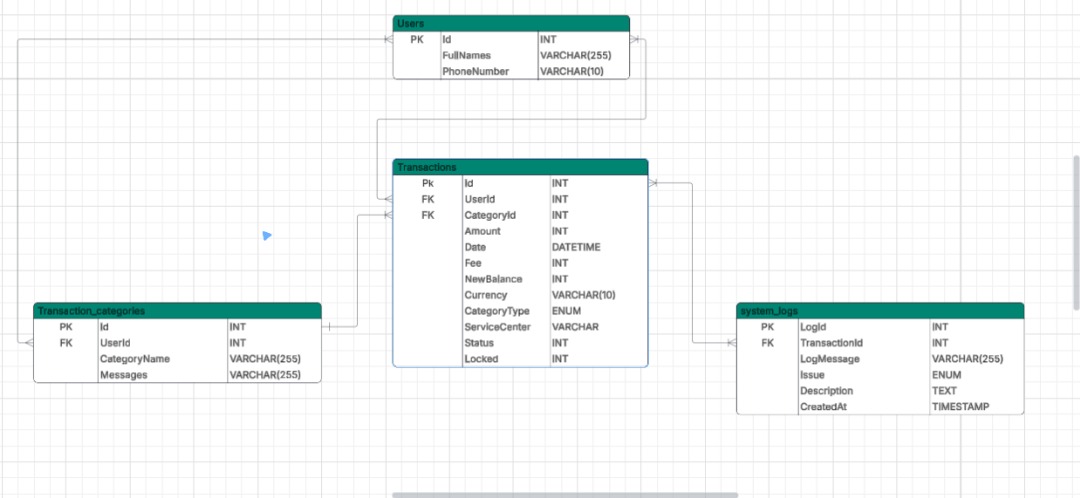 Users
PK Id INT
FullNames VARCHAR(255)
PhoneNumber VARCHAR(10)
Transactions
Pk Id INT
FK UserId INT
FK CategoryId INT
Amount INT
Date DATETIME
Fee INT
NewBalance INT
Currency VARCHAR(10)
CategoryType ENUM
ServiceCenter VARCHAR
Status INT
Locked INT
Transaction_categories
PK Id INT
FK UserId INT
CategoryName VARCHAR(255)
Messages VARCHAR(255)
system_logs
PK LogId INT
FK TransactionId INT
LogMessage VARCHAR(255)
Issue ENUM
Description TEXT
CreatedAt TIMESTAMP